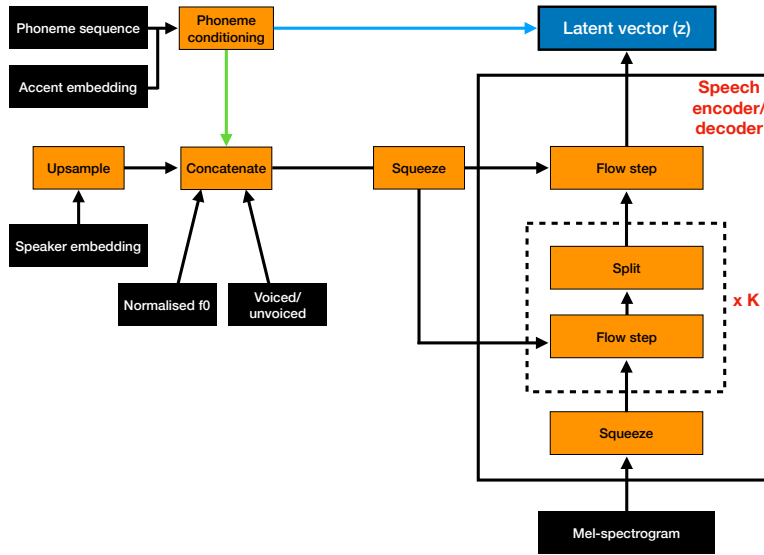 Phoneme sequence
Phoneme
conditioning
Latent vector (z)
Accent embedding
Speech
encoder/
decoder
Upsample
Concatenate
Squeeze
Flow step
Speaker embedding
Split
Normalised f0
Voiced/
unvoiced
x K
Flow step
Squeeze
Mel-spectrogram